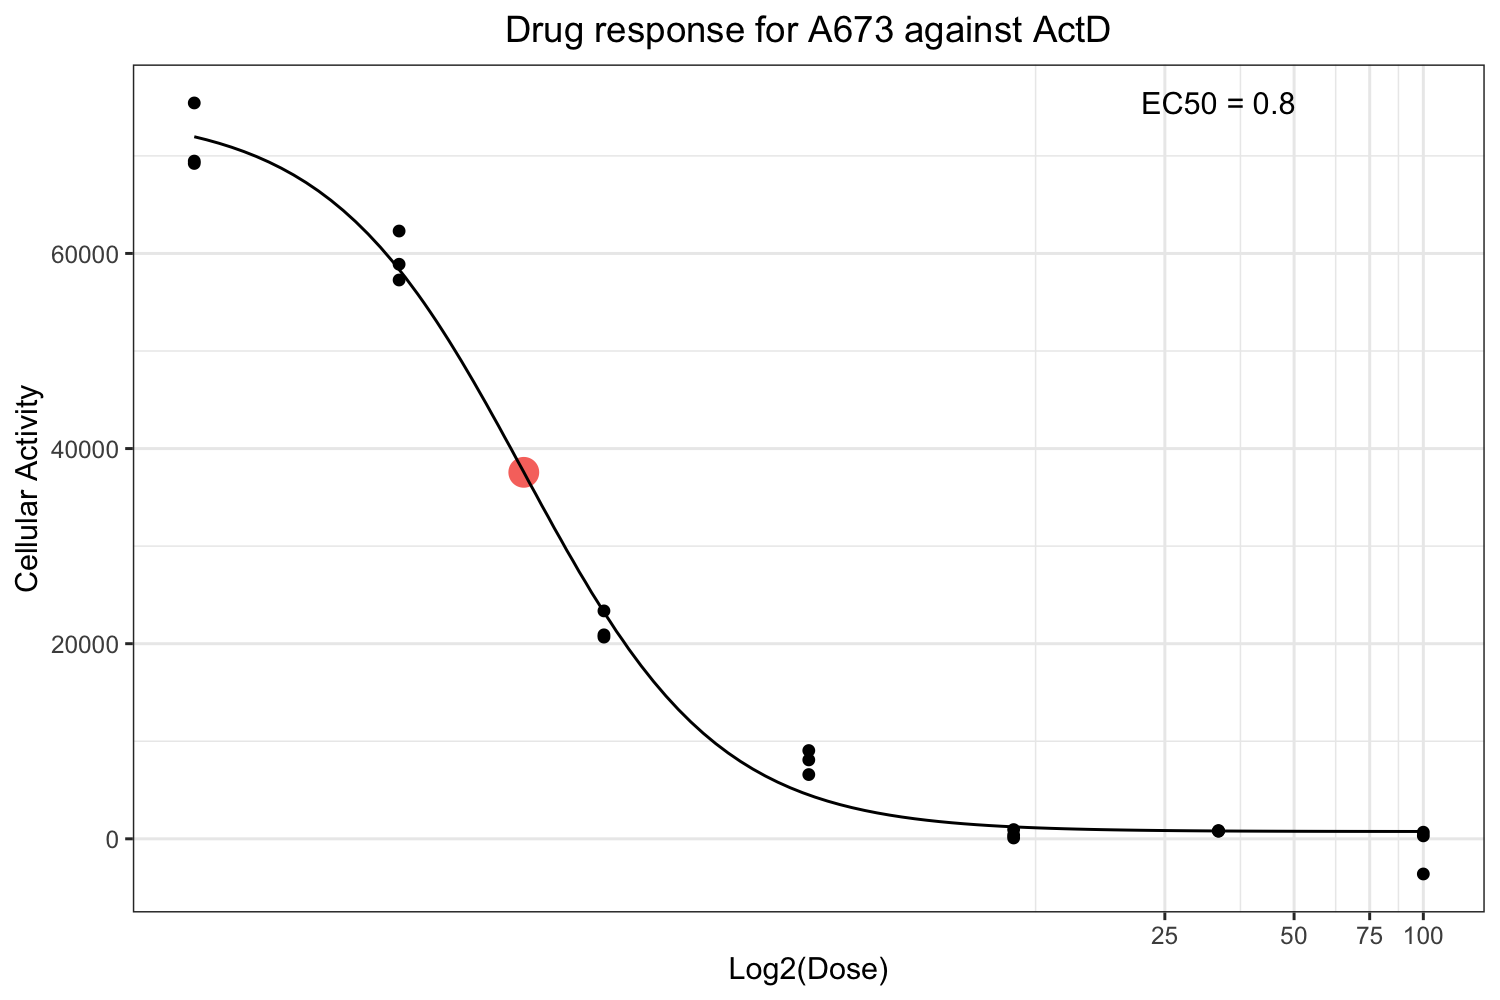 Drug response for A673 against ActD
EC50 = 0.8
Cellular Activity
60000
40000
20000
0
25 50 75 100
Log2(Dose)